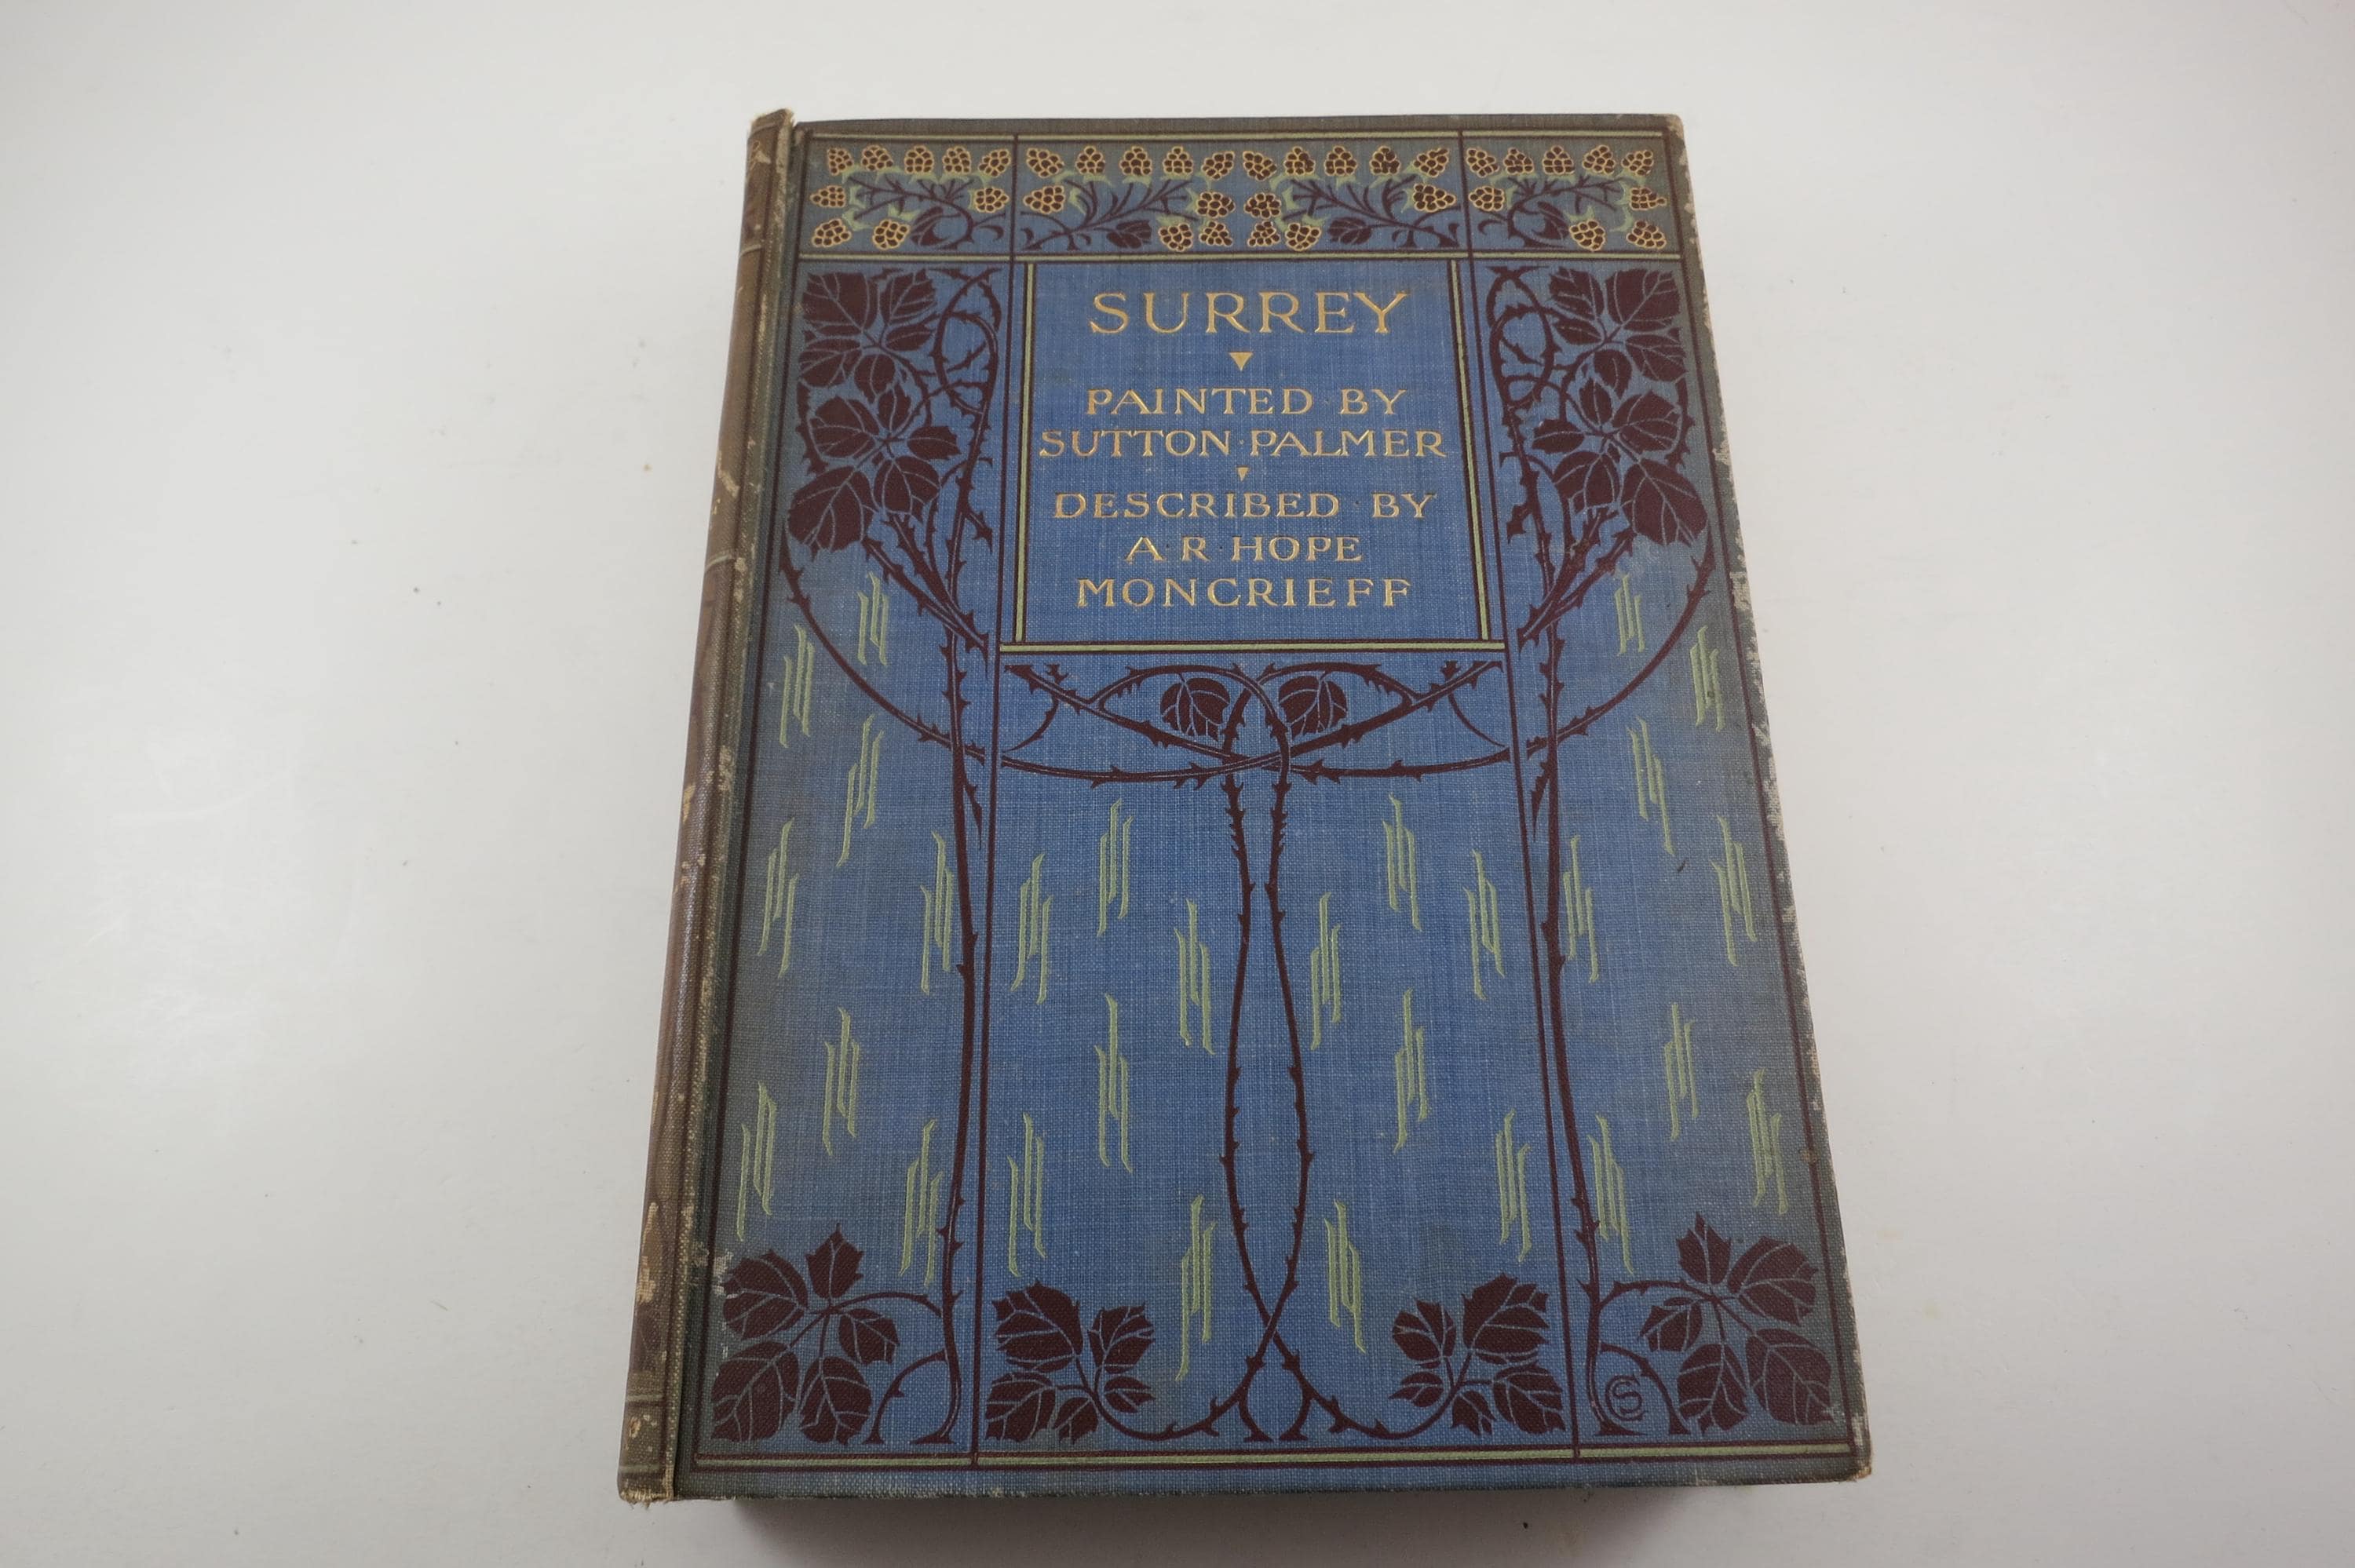 SURREY
PAINTED BY
SUTTON·PALMER
DESCRIBED·BY
A·R·HOPE
MONCRIEFF